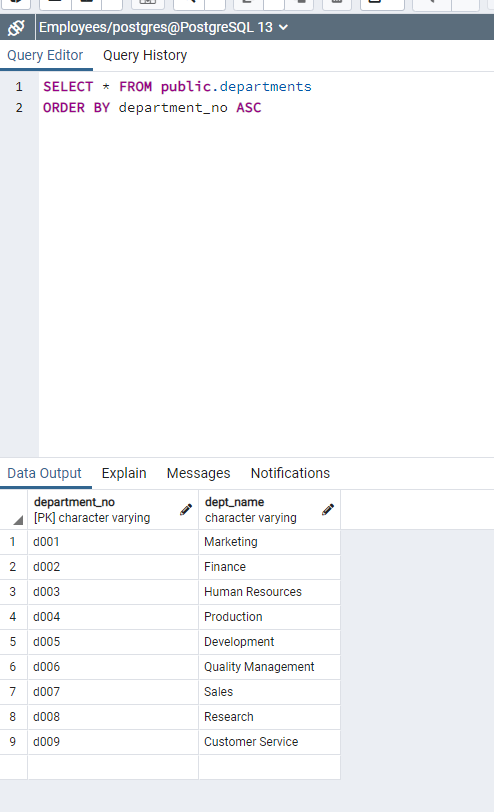 Employees/postgres@PostgreSQL 13
Query Editor Query History
1 SELECT * FROM public.departments
2 ORDER BY department_no ASC
Data Output Explain Messages Notifications
department_no dept_name
[PK] character varying character varying
1 d001 Marketing
2 d002 Finance
3 d003 Human Resources
4 d004 Production
5 d005 Development
6 d006 Quality Management
7 d007 Sales
8 d008 Research
9 d009 Customer Service